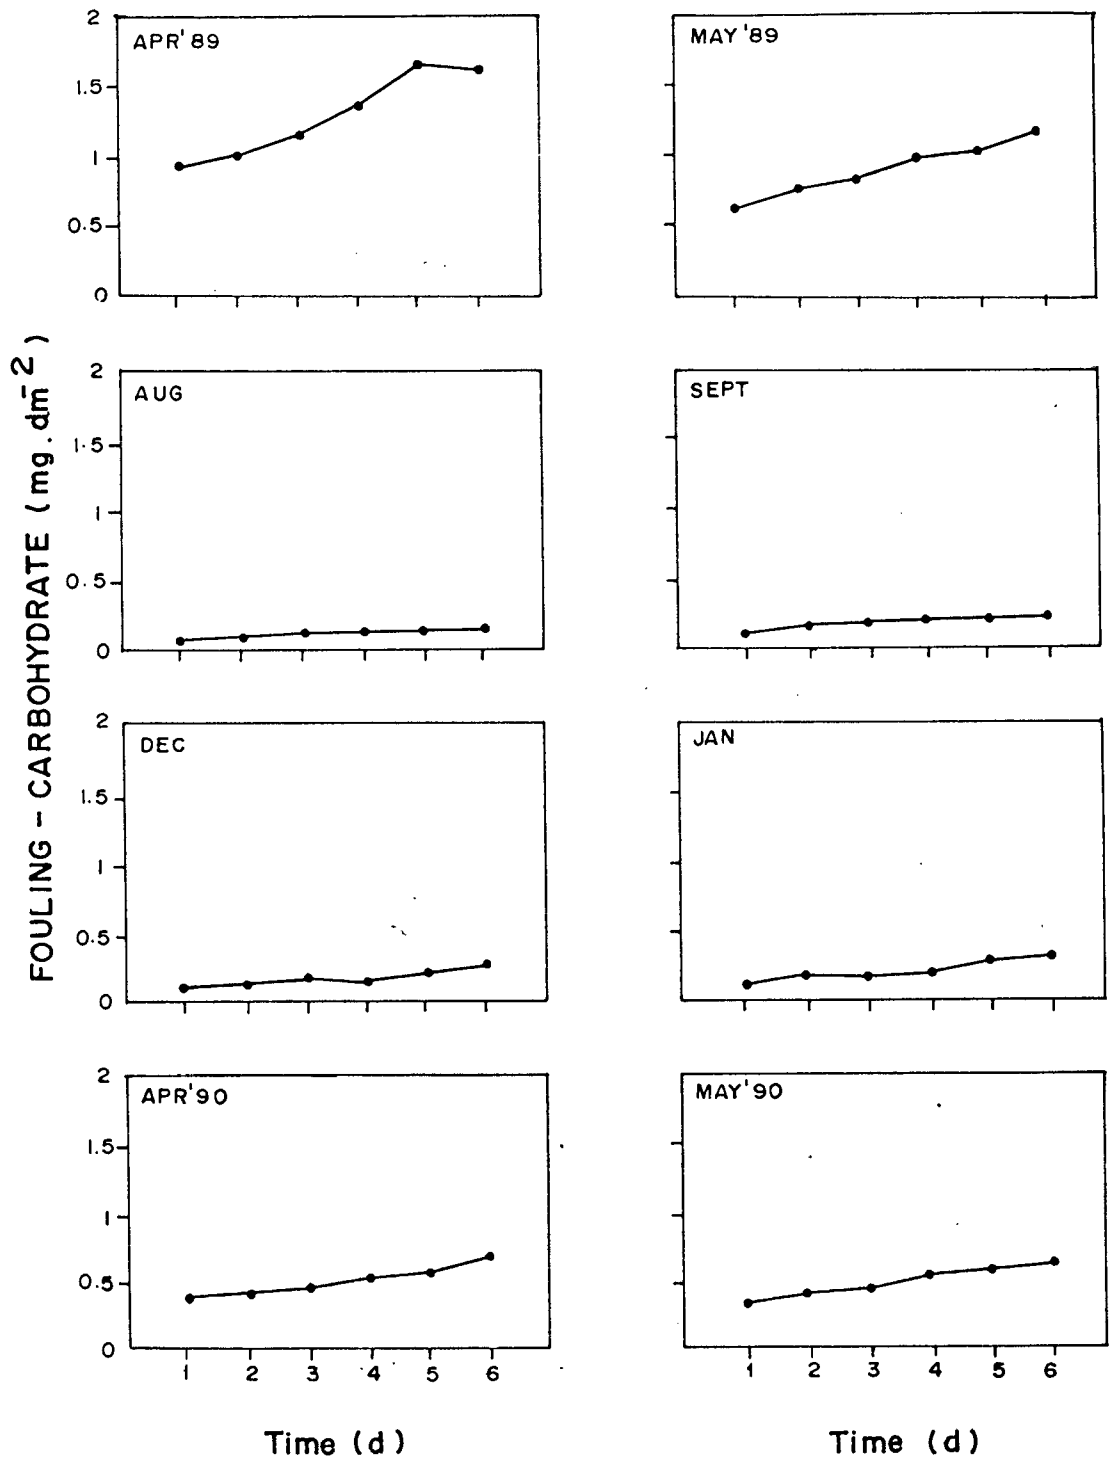 FOULING - CARBOHYDRATE (mg.dm⁻²)
APR'89
2
1.5
1
0.5
0
MAY'89
AUG
2
1.5
1
0.5
0
SEPT
DEC
2
1.5
1
0.5
0
JAN
APR'90
2
1.5
1
0.5
0
1 2 3 4 5 6
Time (d)
MAY'90
1 2 3 4 5 6
Time (d)